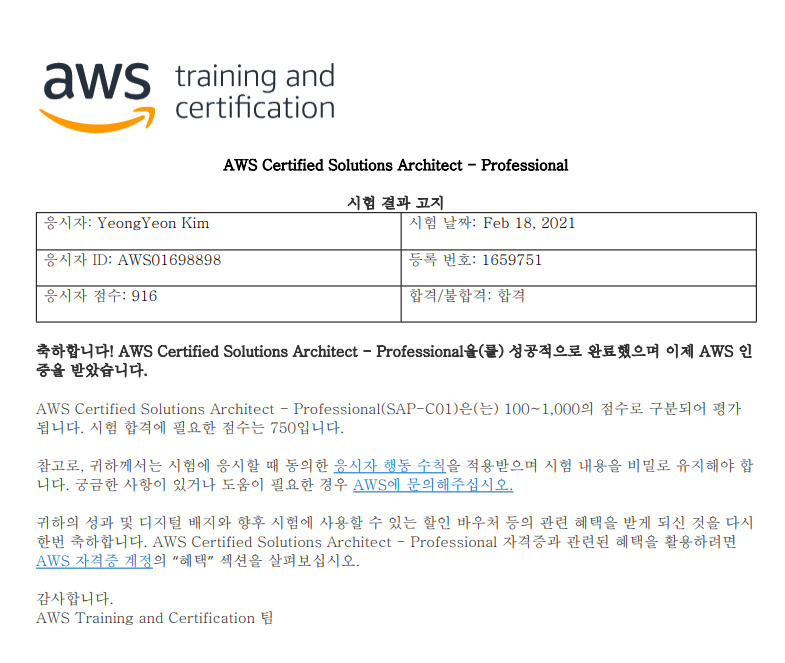 aws training and
certification
AWS Certified Solutions Architect - Professional
시험 결과 고지
응시자: YeongYeon Kim
시험 날짜: Feb 18, 2021
응시자 ID: AWS01698898
등록 번호: 1659751
응시자 점수: 916
합격/불합격: 합격
축하합니다! AWS Certified Solutions Architect - Professional을(를) 성공적으로 완료했으며 이제 AWS 인
증을 받았습니다.
AWS Certified Solutions Architect - Professional(SAP-C01)은(는) 100~1,000의 점수로 구분되어 평가
됩니다. 시험 합격에 필요한 점수는 750입니다.
참고로, 귀하께서는 시험에 응시할 때 동의한 응시자 행동 수칙을 적용받으며 시험 내용을 비밀로 유지해야 합
니다. 궁금한 사항이 있거나 도움이 필요한 경우 AWS에 문의해주십시오.
귀하의 성과 및 디지털 배지와 향후 시험에 사용할 수 있는 할인 바우처 등의 관련 혜택을 받게 되신 것을 다시
한번 축하합니다. AWS Certified Solutions Architect - Professional 자격증과 관련된 혜택을 활용하려면
AWS 자격증 계정의 “혜택” 섹션을 살펴보십시오.
감사합니다.
AWS Training and Certification 팀